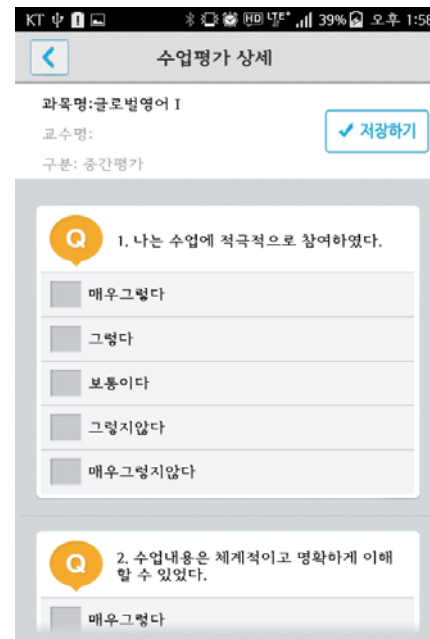 KT HD LTE+ 39% 오후 1:58
수업평가 상세
과목명:글로벌영어 I
교수명:
✓ 저장하기
구분: 중간평가
Q 1. 나는 수업에 적극적으로 참여하였다.
매우그렇다
그렇다
보통이다
그렇지않다
매우그렇지않다
Q 2. 수업내용은 체계적이고 명확하게 이해
할 수 있었다.
매우그렇다